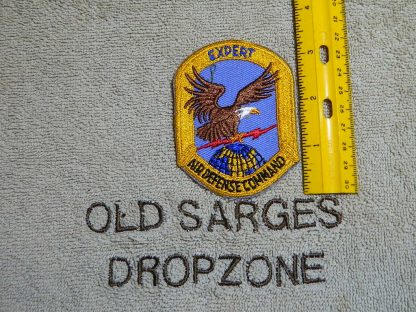 EXPERT
AIR DEFENSE COMMAND
OLD SARGES
DROPZONE